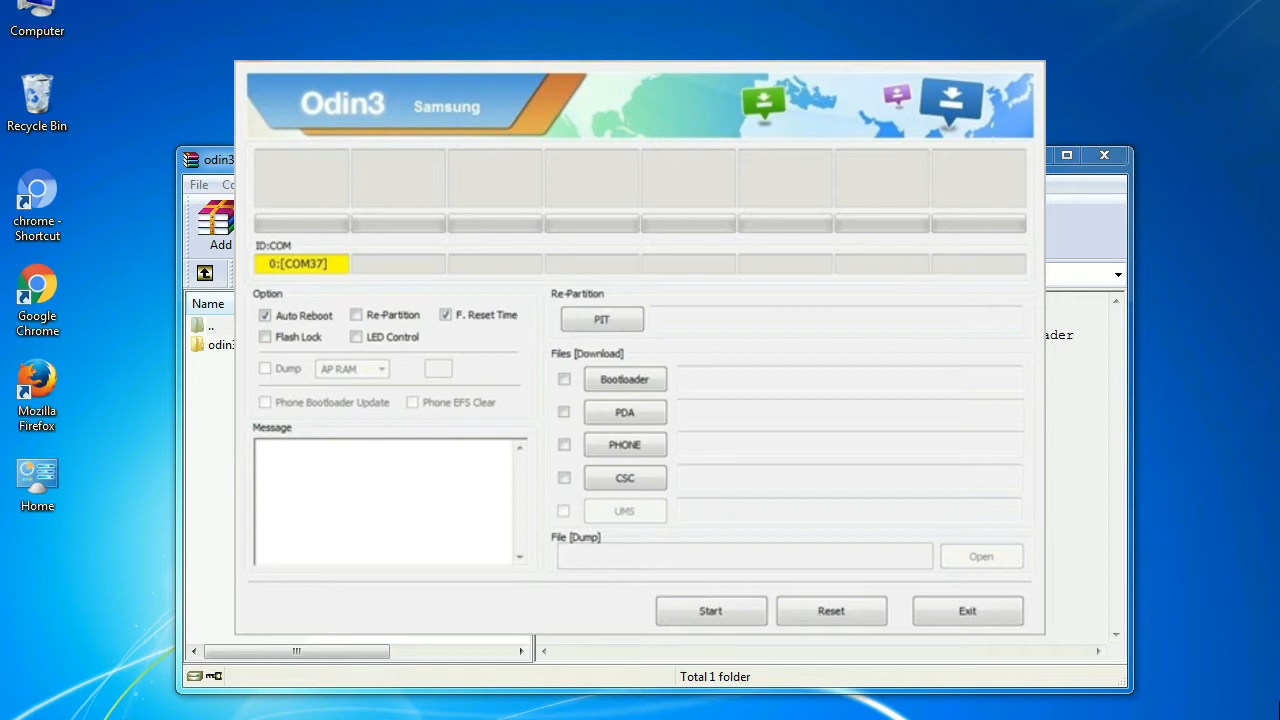 Computer
Recycle Bin
chrome -
Shortcut
Google
Chrome
Mozilla
Firefox
Home
odin3
File Co
Add
Name
..
odin3
ader
Total 1 folder
Odin3 Samsung
ID:COM
0:[COM37]
Option
Auto Reboot Re-Partition F. Reset Time
Flash Lock LED Control
Dump AP RAM
Phone Bootloader Update Phone EFS Clear
Message
Re-Partition
PIT
Files [Download]
Bootloader
PDA
PHONE
CSC
UMS
File [Dump]
Open
Start Reset Exit